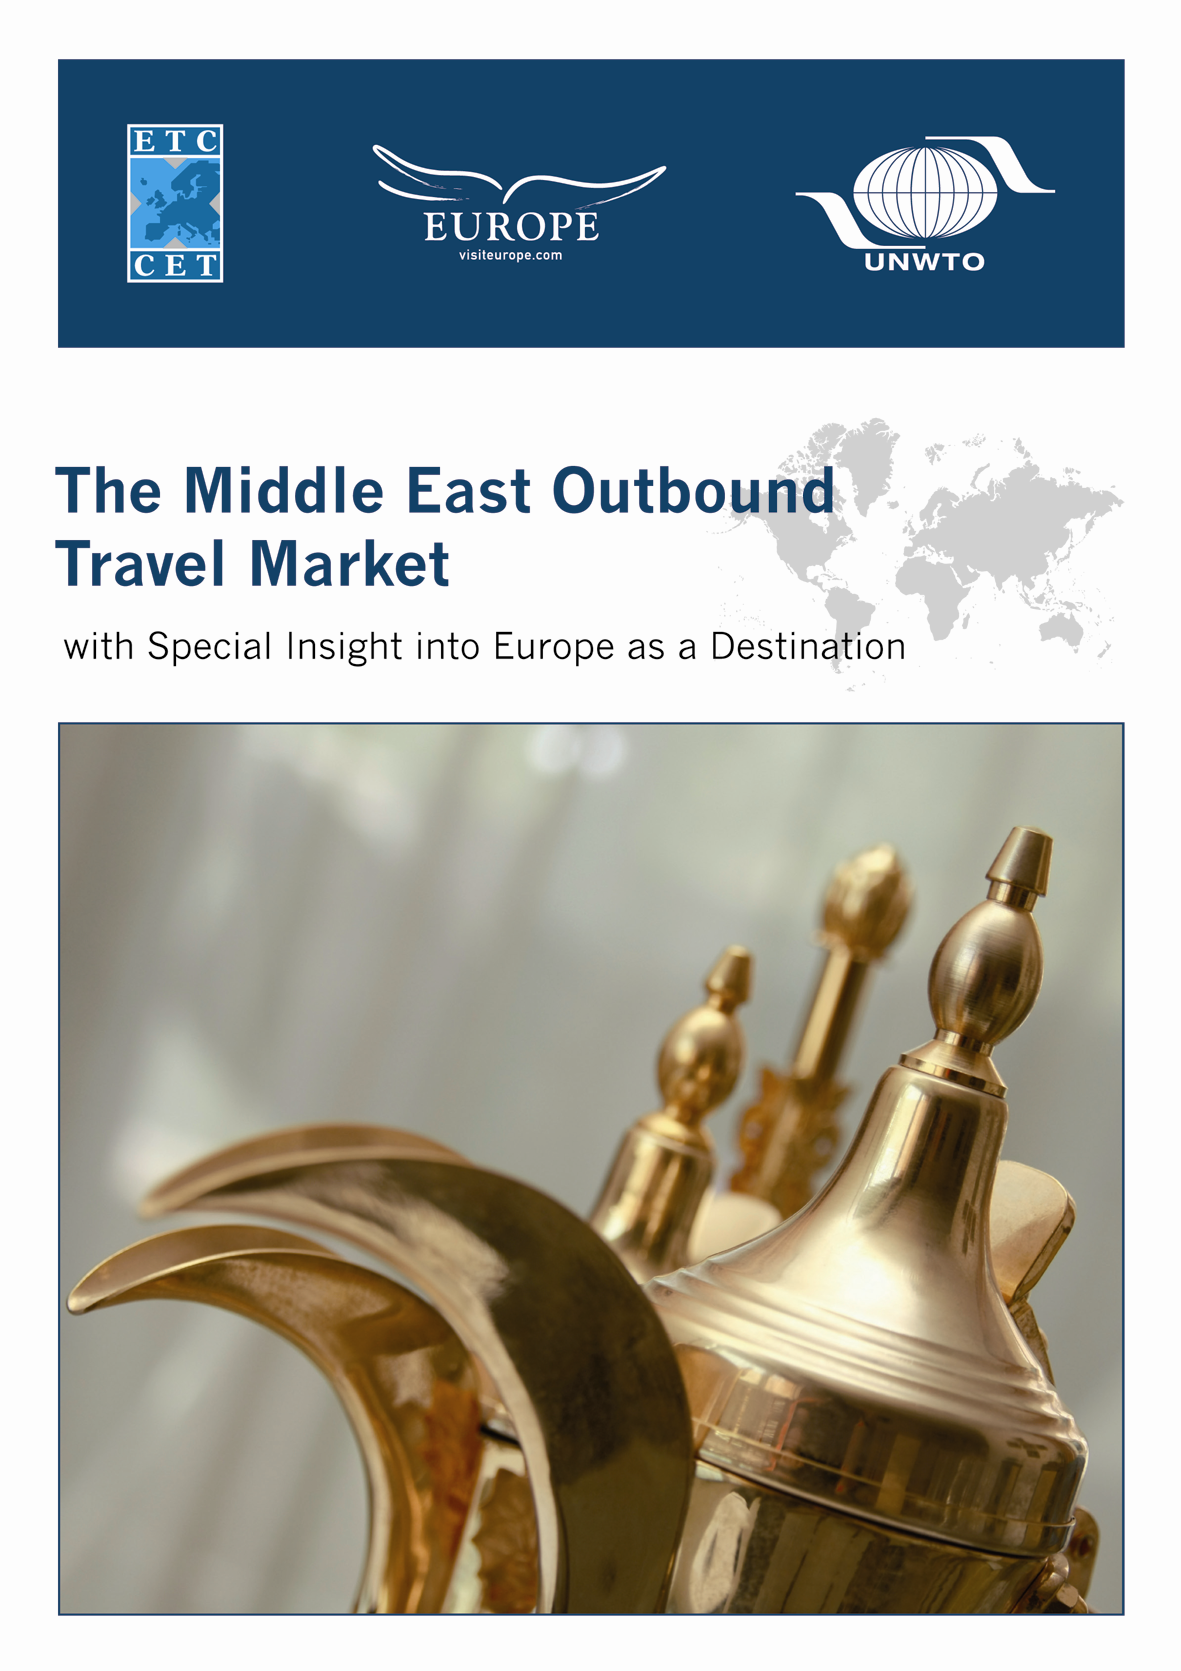 ETC
CET
EUROPE
visiteurope.com
UNWTO
The Middle East Outbound
Travel Market
with Special Insight into Europe as a Destination